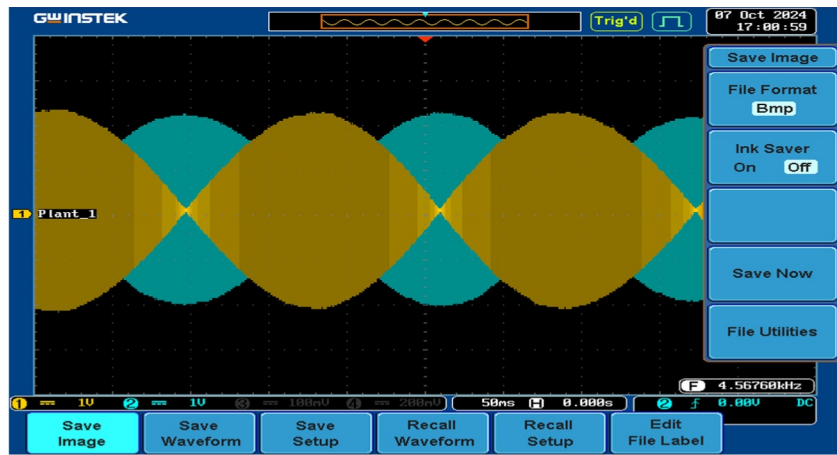 GWINSTEK
Trig'd
07 Oct 2024
17:00:59
Save Image
File Format
Bmp
Ink Saver
On Off
1 Plant_1
Save Now
File Utilities
F 4.56760kHz
1 1V 2 1V 3 100mV 4 200mV 50ms H 0.000s 2 0.00V DC
Save Image
Save Waveform
Save Setup
Recall Waveform
Recall Setup
Edit File Label